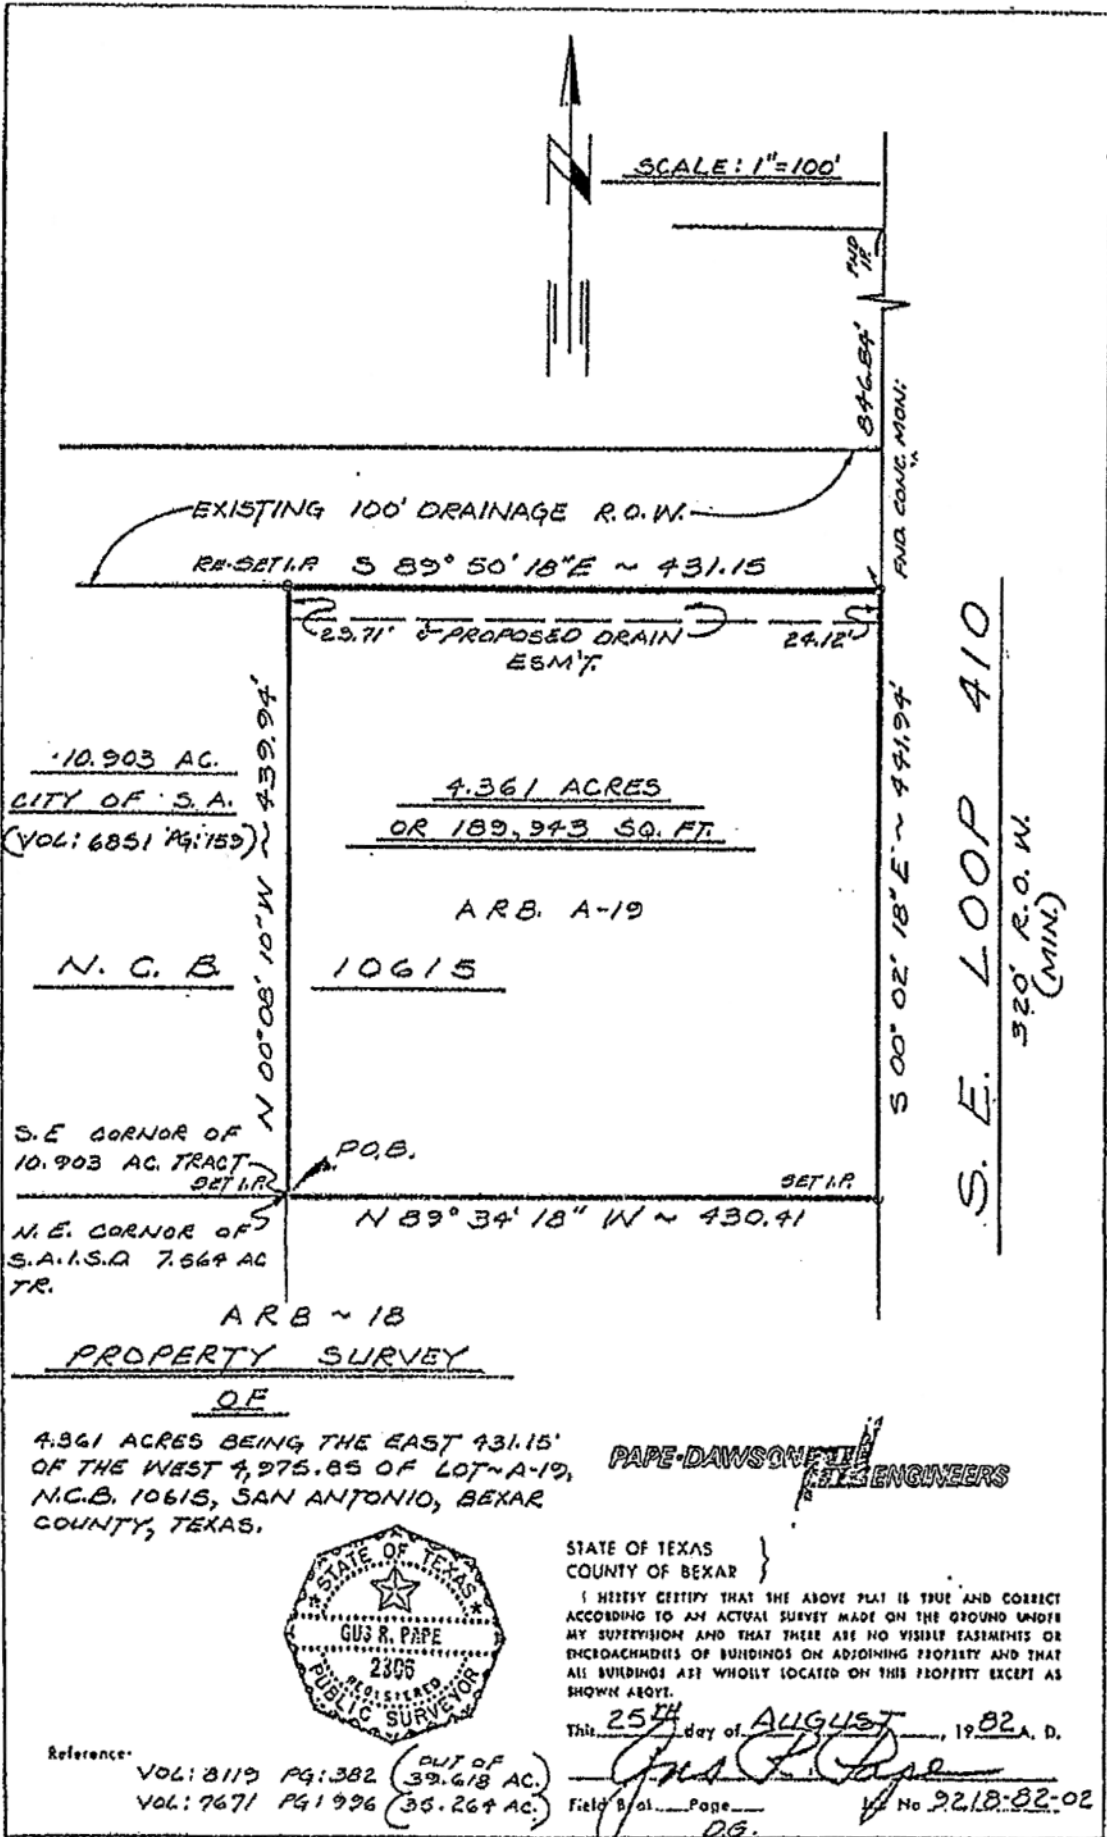 SCALE: 1"=100'
FND
I.P.
846.84'
FND. CONC. MON.
EXISTING 100' DRAINAGE R.O.W.
RE-SET I.P. S 89° 50' 18" E ~ 431.15
23.71' PROPOSED DRAIN
ESM'T.
24.12'
N 00° 08' 10" W ~ 439.94'
S 00° 02' 18" E ~ 441.94'
S. E. LOOP 410
320' R.O.W.
(MIN.)
10.903 AC.
CITY OF S. A.
(VOL: 6851 PG: 753)
4.361 ACRES
OR 189,943 SQ. FT.
ARB. A-19
N. C. B. 10615
S.E CORNOR OF
10.903 AC. TRACT
SET I.P.
P.O.B.
SET I.P.
N 89° 34' 18" W ~ 430.41
N. E. CORNOR OF
S.A.I.S.D 7.564 AC
TR.
ARB ~ 18
PROPERTY SURVEY
OF
4.361 ACRES BEING THE EAST 431.15'
OF THE WEST 4,975.85 OF LOT ~ A-19,
N.C.B. 10615, SAN ANTONIO, BEXAR
COUNTY, TEXAS.
PAPE-DAWSON ENGINEERS
STATE OF TEXAS
GUS R. PAPE
2306
REGISTERED
PUBLIC SURVEYOR
STATE OF TEXAS
COUNTY OF BEXAR
I HEREBY CERTIFY THAT THE ABOVE PLAT IS TRUE AND CORRECT
ACCORDING TO AN ACTUAL SURVEY MADE ON THE GROUND UNDER
MY SUPERVISION AND THAT THERE ARE NO VISIBLE EASEMENTS OR
ENCROACHMENTS OF BUILDINGS ON ADJOINING PROPERTY AND THAT
ALL BUILDINGS ARE WHOLLY LOCATED ON THIS PROPERTY EXCEPT AS
SHOWN ABOVE.
This 25TH day of AUGUST, 1982 A. D.
Gus R. Pape
Reference:
VOL: 8119 PG: 382 (OUT OF 39.618 AC.)
VOL: 7671 PG: 996 (35.264 AC.)
Field Page No 9218-82-02
D.G.